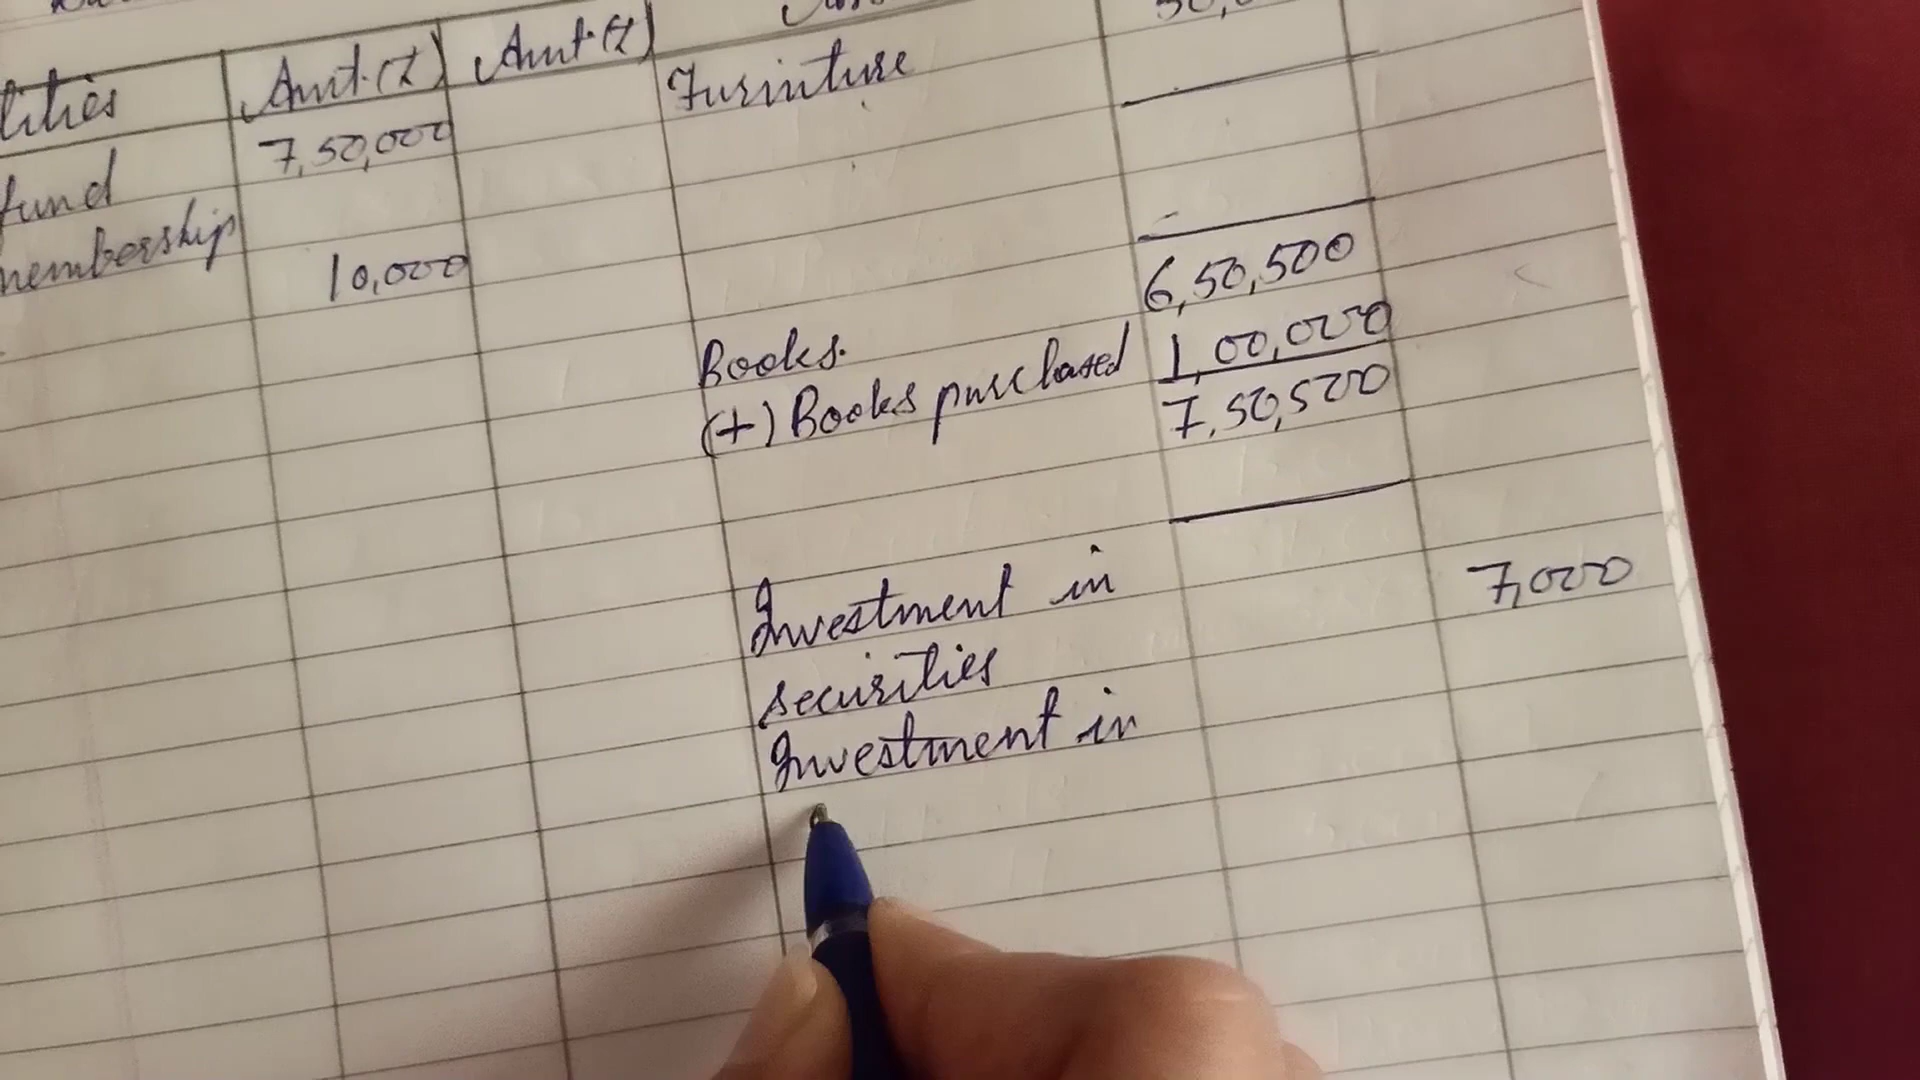 lities Amt.(₹) Amt.(₹)
fund 7,50,000
membership 10,000
Furinture
6,50,500
Books. 1,00,000
(+) Books purchased 7,50,500
Investment in 7,000
securities
Investment in